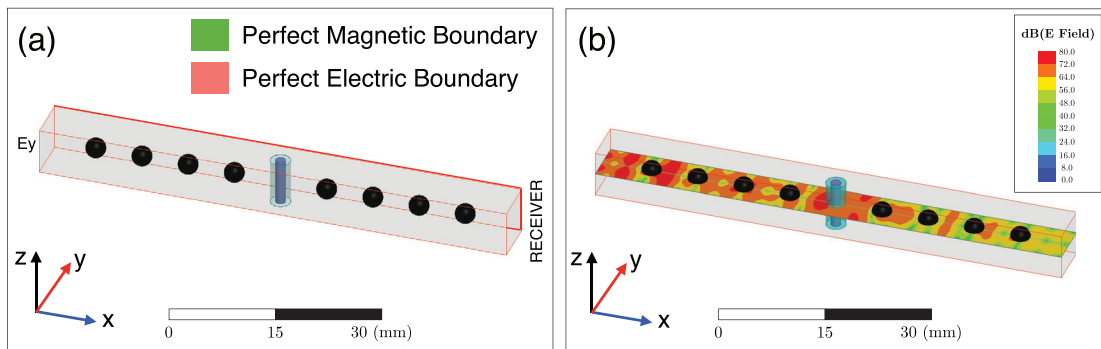 (a)
Perfect Magnetic Boundary
Perfect Electric Boundary
Ey
RECEIVER
z
y
x
0
15
30 (mm)
(b)
dB(E Field)
80.0
72.0
64.0
56.0
48.0
40.0
32.0
24.0
16.0
8.0
0.0
z
y
x
0
15
30 (mm)